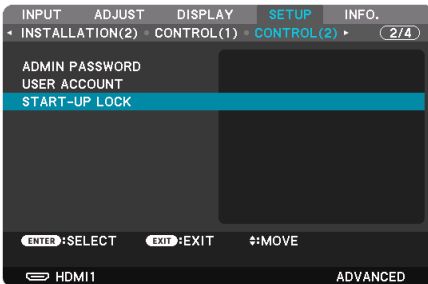 INPUT ADJUST DISPLAY SETUP INFO.
INSTALLATION(2) CONTROL(1) CONTROL(2) 2/4
ADMIN PASSWORD
USER ACCOUNT
START-UP LOCK
ENTER:SELECT EXIT:EXIT :MOVE
HDMI1 ADVANCED